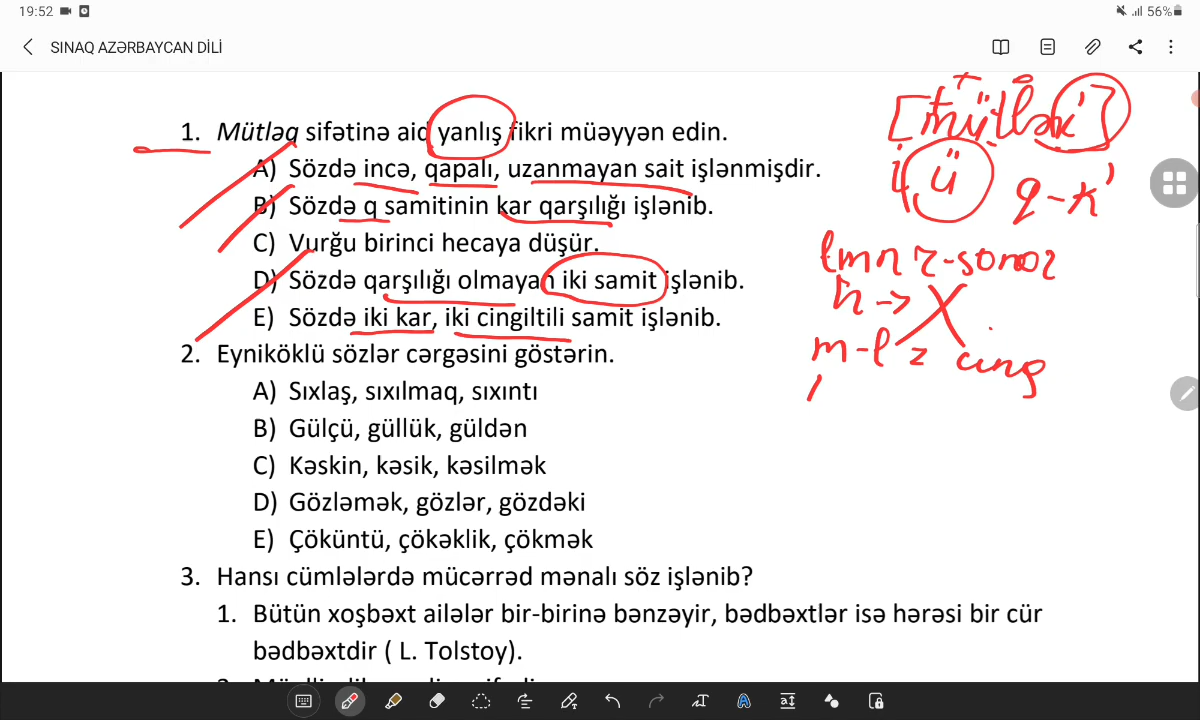 19:52 56%
SINAQ AZƏRBAYCAN DİLİ
1. Mütləq sifətinə aid yanlış fikri müəyyən edin.
A) Sözdə incə, qapalı, uzanmayan sait işlənmişdir.
B) Sözdə q samitinin kar qarşılığı işlənib.
C) Vurğu birinci hecaya düşür.
D) Sözdə qarşılığı olmayan iki samit işlənib.
E) Sözdə iki kar, iki cingiltili samit işlənib.
2. Eyniköklü sözlər cərgəsini göstərin.
A) Sıxlaş, sıxılmaq, sıxıntı
B) Gülçü, güllük, güldən
C) Kəskin, kəsik, kəsilmək
D) Gözləmək, gözlər, gözdəki
E) Çöküntü, çökəklik, çökmək
3. Hansı cümlələrdə mücərrəd mənalı söz işlənib?
1. Bütün xoşbəxt ailələr bir-birinə bənzəyir, bədbəxtlər isə hərəsi bir cür
bədbəxtdir ( L. Tolstoy).
[mütlək']
ü q-k'
lmnr-sonor
m-l cing